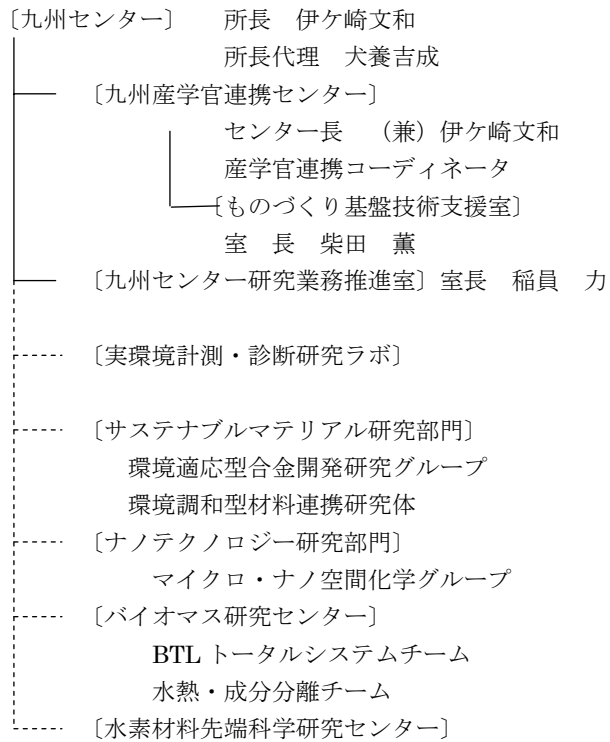 〔九州センター〕 所長 伊ケ崎文和
所長代理 犬養吉成
〔九州産学官連携センター〕
センター長 （兼）伊ケ崎文和
産学官連携コーディネータ
〔ものづくり基盤技術支援室〕
室 長 柴田 薫
〔九州センター研究業務推進室〕室長 稲員 力
〔実環境計測・診断研究ラボ〕
〔サステナブルマテリアル研究部門〕
環境適応型合金開発研究グループ
環境調和型材料連携研究体
〔ナノテクノロジー研究部門〕
マイクロ・ナノ空間化学グループ
〔バイオマス研究センター〕
BTL トータルシステムチーム
水熱・成分分離チーム
〔水素材料先端科学研究センター〕